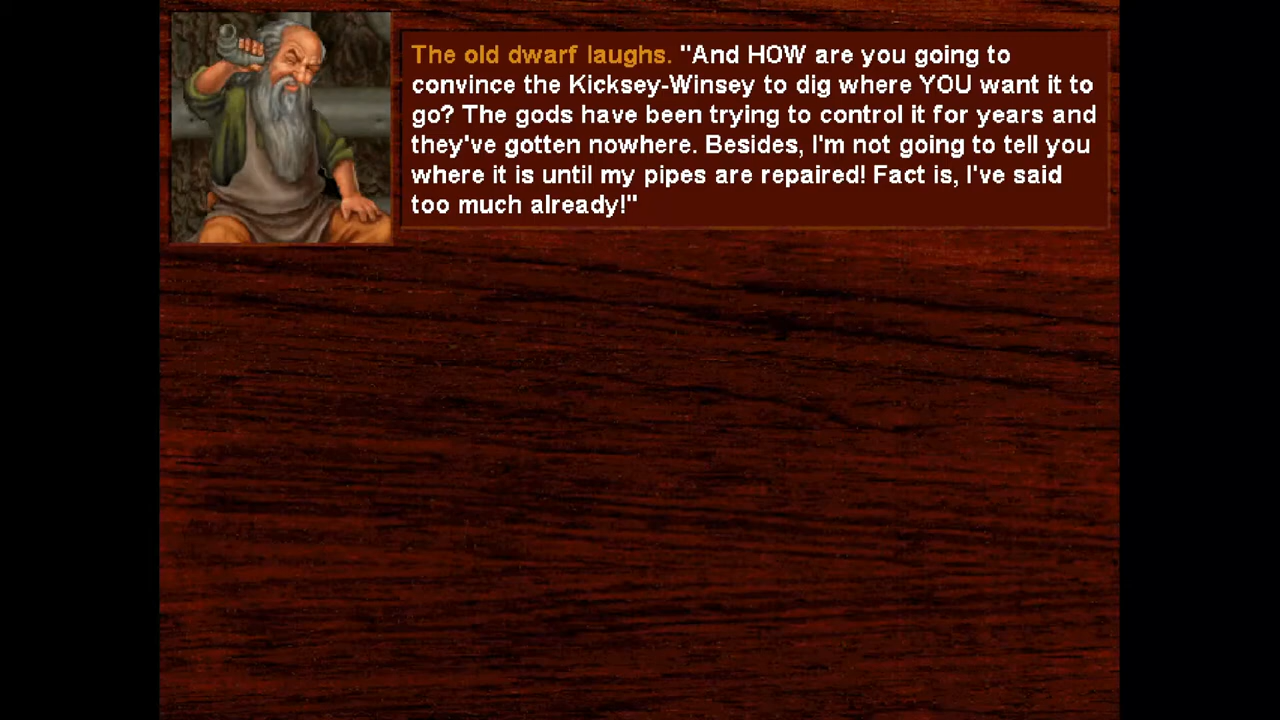 The old dwarf laughs. "And HOW are you going to
convince the Kicksey-Winsey to dig where YOU want it to
go? The gods have been trying to control it for years and
they've gotten nowhere. Besides, I'm not going to tell you
where it is until my pipes are repaired! Fact is, I've said
too much already!"